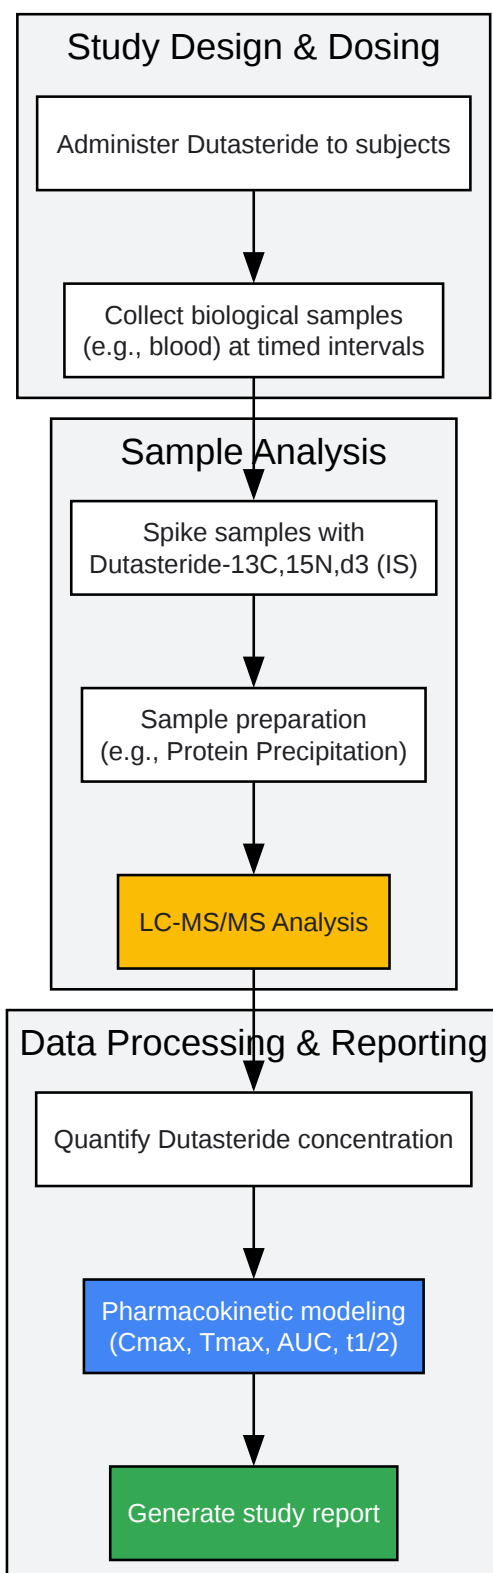 Study Design & Dosing
Administer Dutasteride to subjects
Collect biological samples
(e.g., blood) at timed intervals
Sample Analysis
Spike samples with
Dutasteride-13C,15N,d3 (IS)
Sample preparation
(e.g., Protein Precipitation)
LC-MS/MS Analysis
Data Processing & Reporting
Quantify Dutasteride concentration
Pharmacokinetic modeling
(Cmax, Tmax, AUC, t1/2)
Generate study report